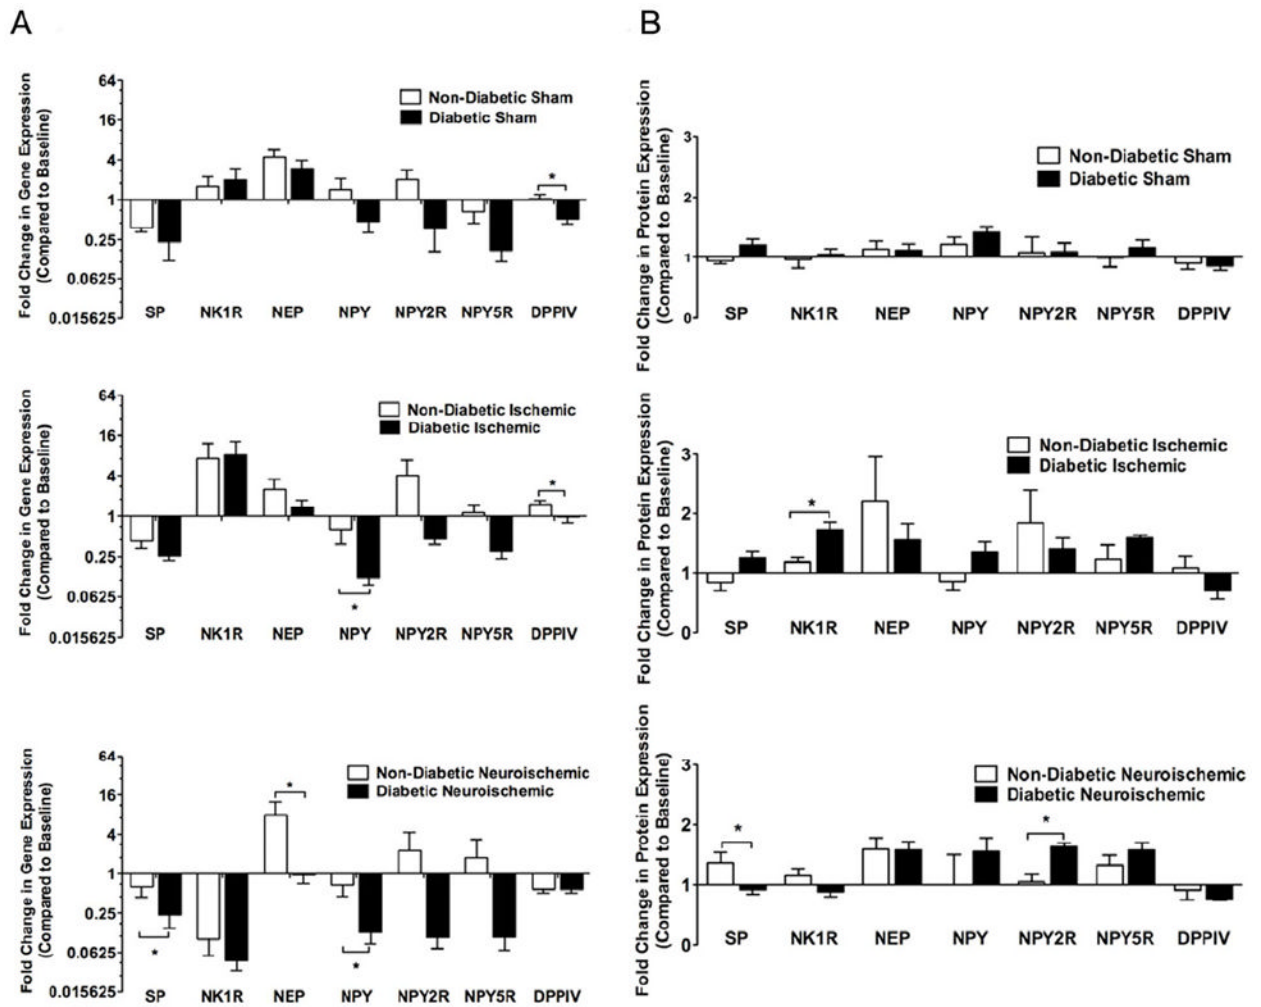 A
Fold Change in Gene Expression
(Compared to Baseline)
64
16
4
1
0.25
0.0625
0.015625
Non-Diabetic Sham
Diabetic Sham
*
SP NK1R NEP NPY NPY2R NPY5R DPPIV
Fold Change in Gene Expression
(Compared to Baseline)
64
16
4
1
0.25
0.0625
0.015625
Non-Diabetic Ischemic
Diabetic Ischemic
*
*
SP NK1R NEP NPY NPY2R NPY5R DPPIV
Fold Change in Gene Expression
(Compared to Baseline)
64
16
4
1
0.25
0.0625
0.015625
Non-Diabetic Neuroischemic
Diabetic Neuroischemic
*
*
*
SP NK1R NEP NPY NPY2R NPY5R DPPIV
B
Fold Change in Protein Expression
(Compared to Baseline)
3
2
1
0
Non-Diabetic Sham
Diabetic Sham
SP NK1R NEP NPY NPY2R NPY5R DPPIV
Fold Change in Protein Expression
(Compared to Baseline)
3
2
1
0
Non-Diabetic Ischemic
Diabetic Ischemic
*
SP NK1R NEP NPY NPY2R NPY5R DPPIV
Fold Change in Protein Expression
(Compared to Baseline)
3
2
1
0
Non-Diabetic Neuroischemic
Diabetic Neuroischemic
*
*
SP NK1R NEP NPY NPY2R NPY5R DPPIV